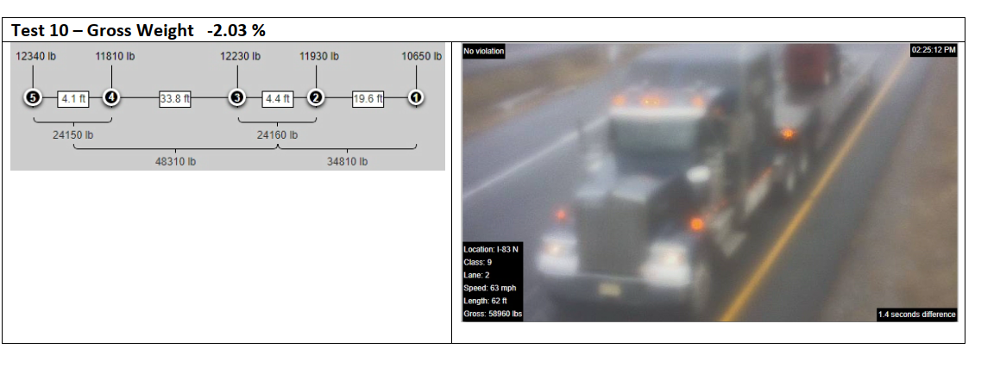 Test 10 – Gross Weight -2.03 %
12340 lb 11810 lb 12230 lb 11930 lb 10650 lb
5 4.1 ft 4 33.8 ft 3 4.4 ft 2 19.6 ft 1
24150 lb 24160 lb
48310 lb 34810 lb
No violation 02:25:12 PM
Location: I-83 N
Class: 9
Lane: 2
Speed: 63 mph
Length: 62 ft
Gross: 58960 lbs
1.4 seconds difference